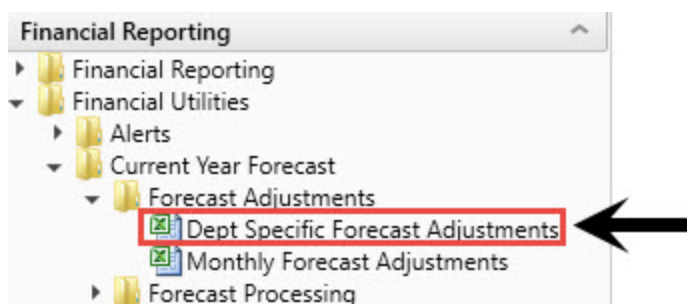 Financial Reporting
Financial Reporting
Financial Utilities
Alerts
Current Year Forecast
Forecast Adjustments
Dept Specific Forecast Adjustments
Monthly Forecast Adjustments
Forecast Processing